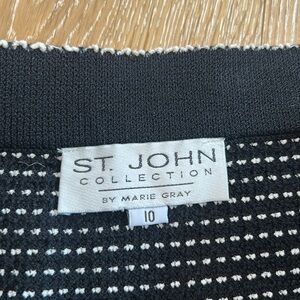 ST. JOHN
COLLECTION
BY MARIE GRAY
10